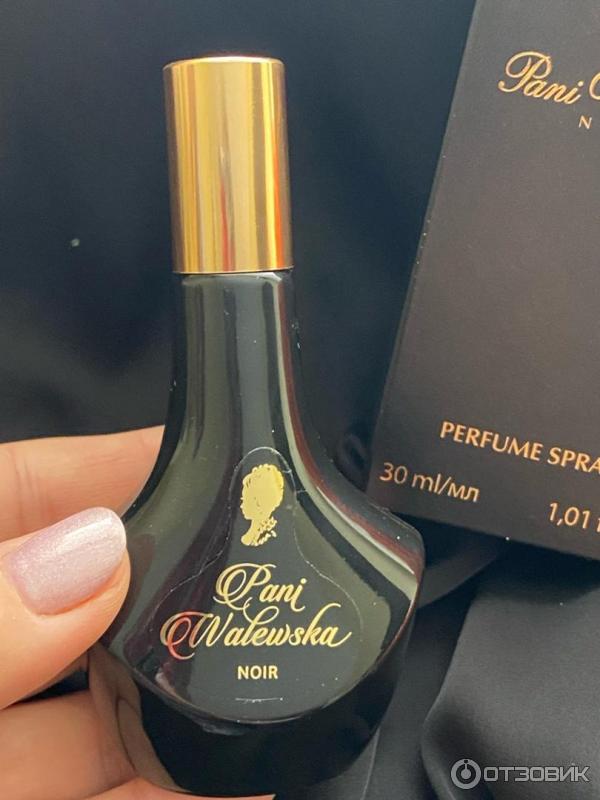 Pani Walewska
NOIR
Pani
N
PERFUME SPRA
30 ml/мл
1,01 f
ОТЗОВИК